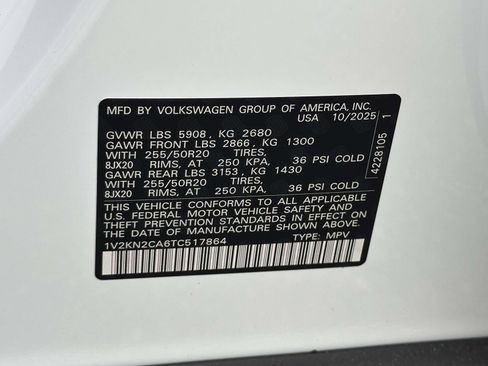 MFD BY VOLKSWAGEN GROUP OF AMERICA, INC.
USA 10/2025
GVWR LBS 5908, KG 2680
GAWR FRONT LBS 2866, KG 1300
WITH 255/50R20 TIRES,
8JX20 RIMS, AT 250 KPA, 36 PSI COLD
GAWR REAR LBS 3153, KG 1430
WITH 255/50R20 TIRES,
8JX20 RIMS, AT 250 KPA, 36 PSI COLD
THIS VEHICLE CONFORMS TO ALL APPLICABLE
U.S. FEDERAL MOTOR VEHICLE SAFETY AND
THEFT PREVENTION STANDARDS IN EFFECT
ON THE DATE OF MANUFACTURE SHOWN ABOVE.
1V2KN2CA6TC517864 TYPE: MPV
4228105 1